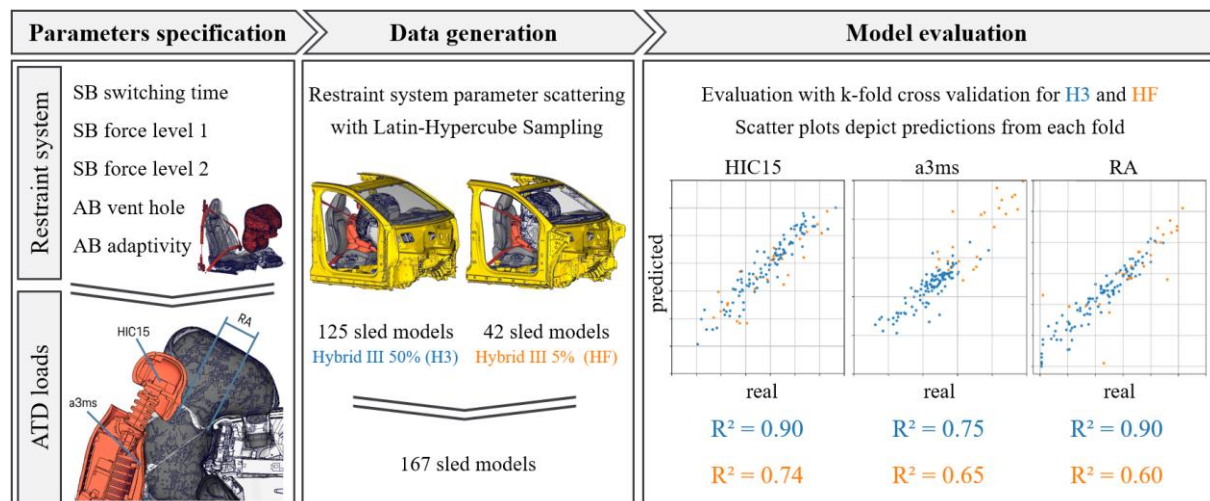 Parameters specification
Data generation
Model evaluation
Restraint system
SB switching time
SB force level 1
SB force level 2
AB vent hole
AB adaptivity
ATD loads
HIC15
RA
a3ms
Restraint system parameter scattering
with Latin-Hypercube Sampling
125 sled models
Hybrid III 50% (H3)
42 sled models
Hybrid III 5% (HF)
167 sled models
Evaluation with k-fold cross validation for H3 and HF
Scatter plots depict predictions from each fold
HIC15
a3ms
RA
predicted
real
real
real
R² = 0.90
R² = 0.75
R² = 0.90
R² = 0.74
R² = 0.65
R² = 0.60